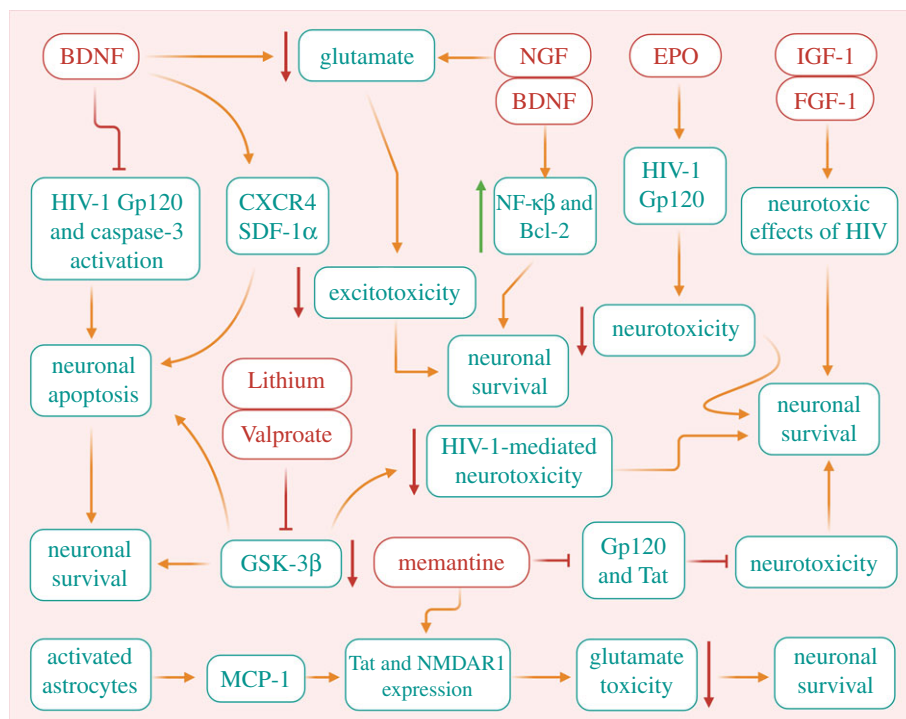 BDNF
glutamate
NGF
BDNF
EPO
IGF-1
FGF-1
HIV-1 Gp120
and caspase-3
activation
CXCR4
SDF-1α
NF-κβ and
Bcl-2
HIV-1
Gp120
neurotoxic
effects of HIV
excitotoxicity
neurotoxicity
neuronal
apoptosis
Lithium
Valproate
neuronal
survival
neuronal
survival
HIV-1-mediated
neurotoxicity
neuronal
survival
GSK-3β
memantine
Gp120
and Tat
neurotoxicity
activated
astrocytes
MCP-1
Tat and NMDAR1
expression
glutamate
toxicity
neuronal
survival